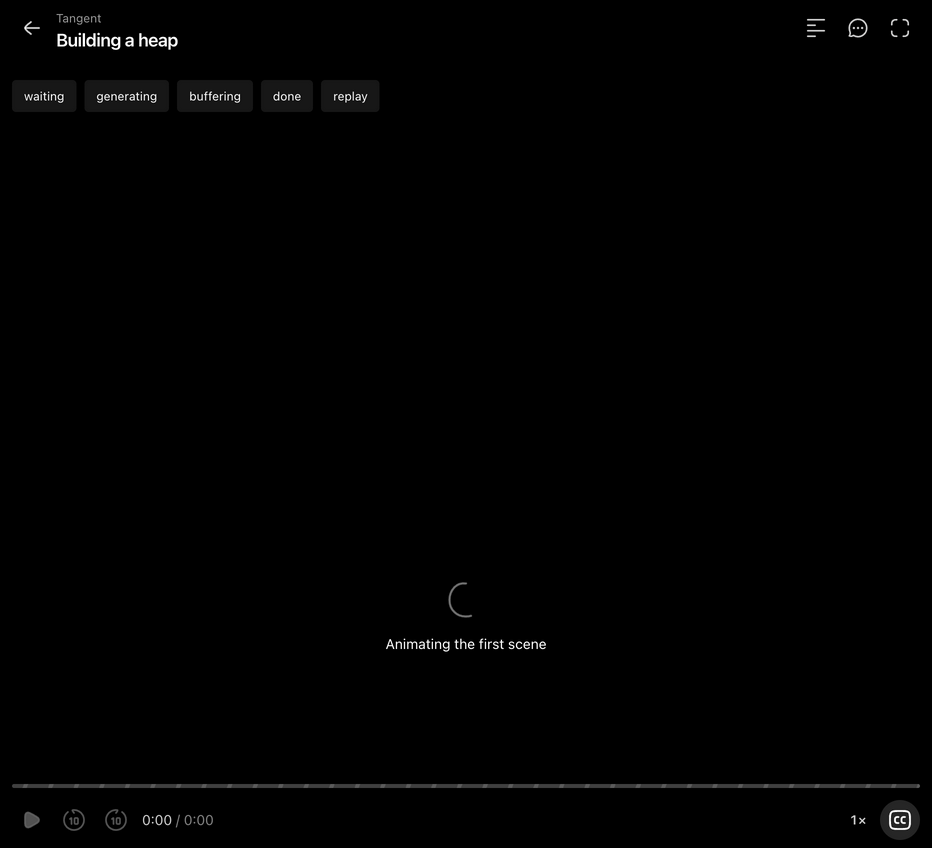 Tangent
Building a heap
waiting generating buffering done replay
Animating the first scene
10 10 0:00 / 0:00 1× CC